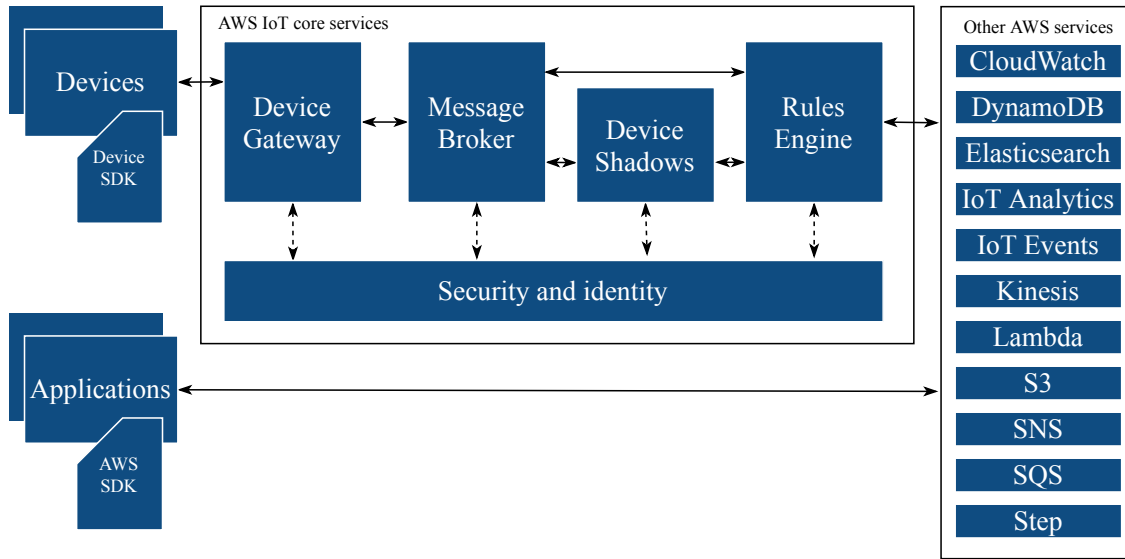 AWS IoT core services
Other AWS services
Devices
Device
SDK
Device
Gateway
Message
Broker
Device
Shadows
Rules
Engine
Security and identity
Applications
AWS
SDK
CloudWatch
DynamoDB
Elasticsearch
IoT Analytics
IoT Events
Kinesis
Lambda
S3
SNS
SQS
Step